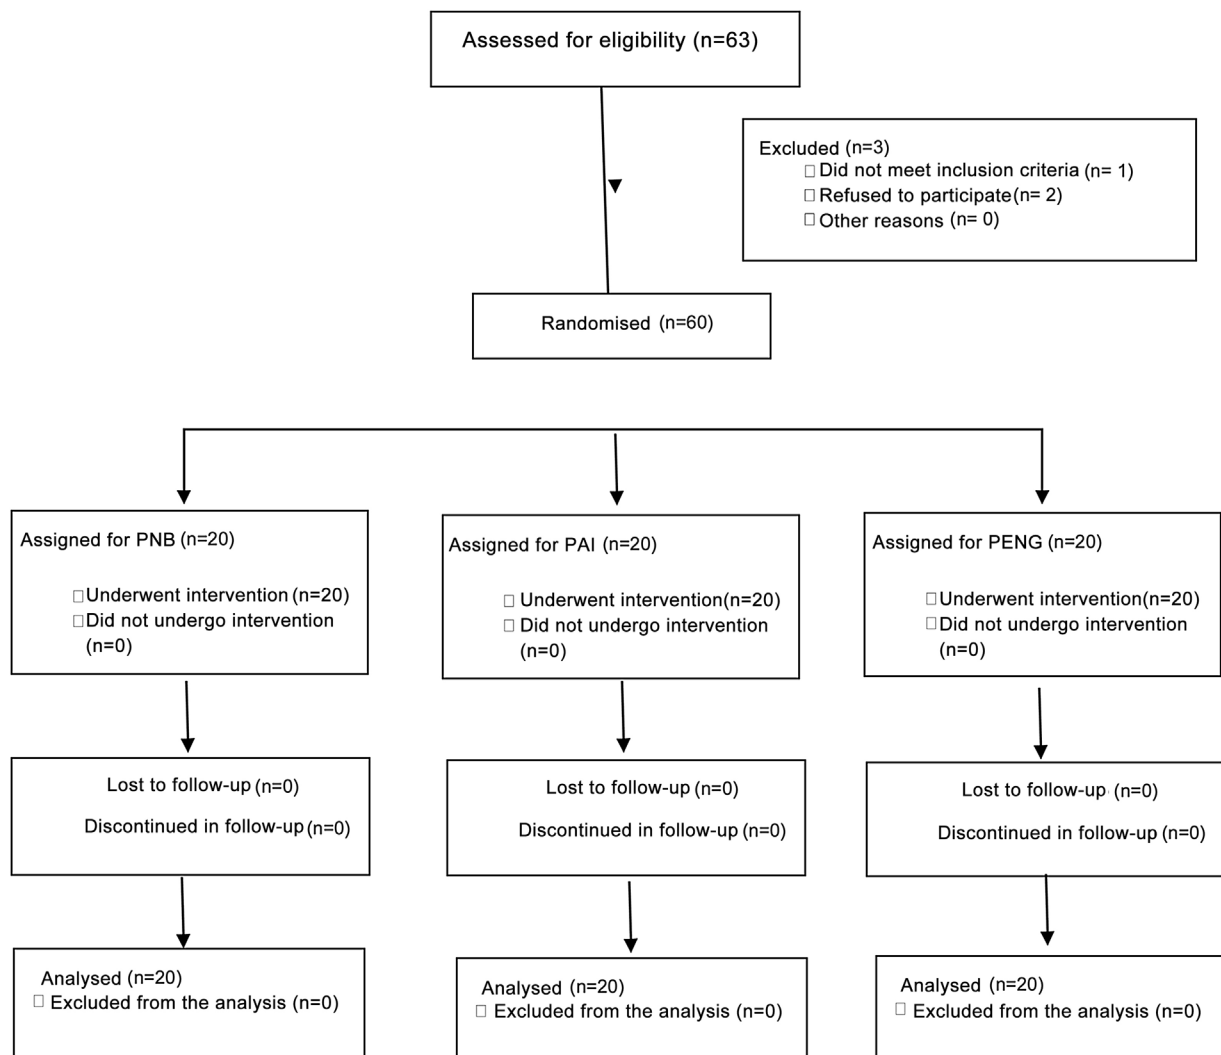 Assessed for eligibility (n=63)
Excluded (n=3)
Did not meet inclusion criteria (n= 1)
Refused to participate (n= 2)
Other reasons (n= 0)
Randomised (n=60)
Assigned for PNB (n=20)
Underwent intervention (n=20)
Did not undergo intervention
(n=0)
Assigned for PAI (n=20)
Underwent intervention (n=20)
Did not undergo intervention
(n=0)
Assigned for PENG (n=20)
Underwent intervention (n=20)
Did not undergo intervention
(n=0)
Lost to follow-up (n=0)
Discontinued in follow-up (n=0)
Lost to follow-up (n=0)
Discontinued in follow-up (n=0)
Lost to follow-up (n=0)
Discontinued in follow-up (n=0)
Analysed (n=20)
Excluded from the analysis (n=0)
Analysed (n=20)
Excluded from the analysis (n=0)
Analysed (n=20)
Excluded from the analysis (n=0)